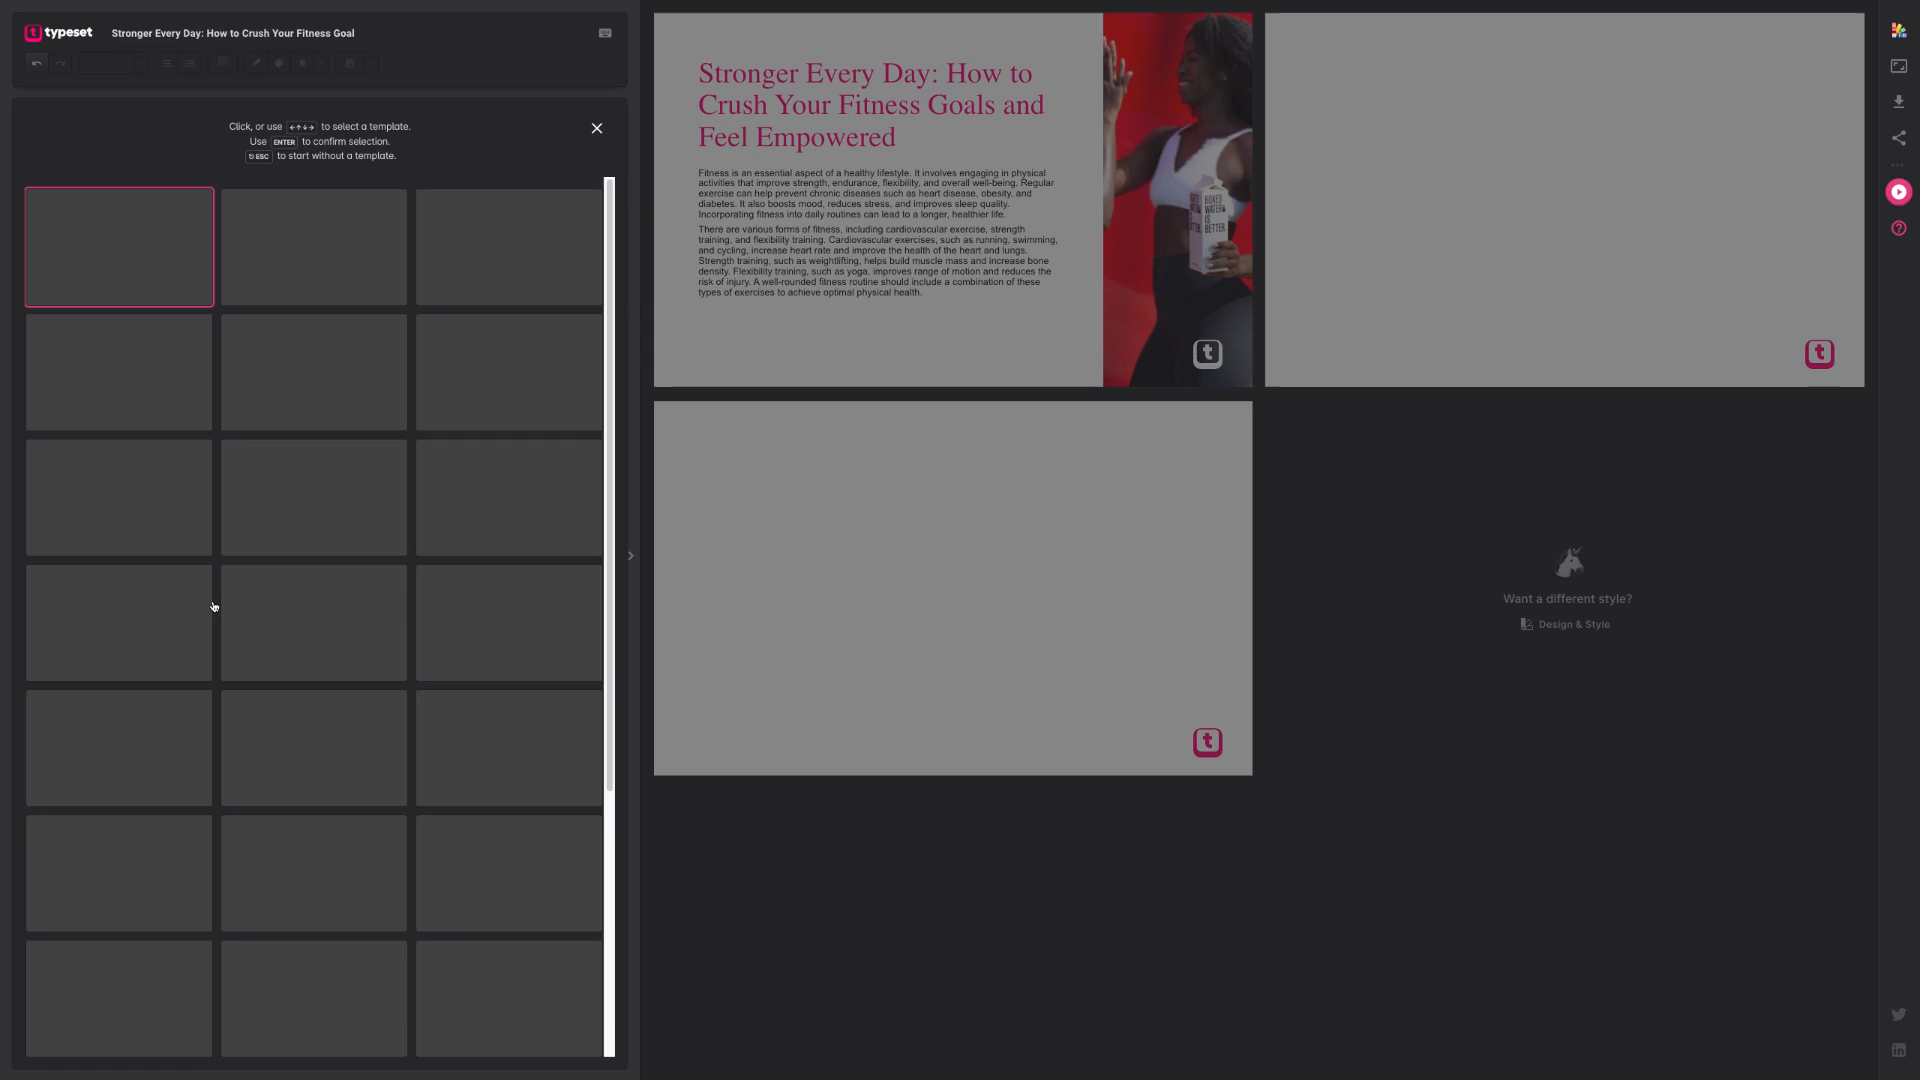 typeset
Stronger Every Day: How to Crush Your Fitness Goal
Click, or use ←↑↓→ to select a template.
Use ENTER to confirm selection.
ESC to start without a template.
Stronger Every Day: How to
Crush Your Fitness Goals and
Feel Empowered
Fitness is an essential aspect of a healthy lifestyle. It involves engaging in physical
activities that improve strength, endurance, flexibility, and overall well-being. Regular
exercise can help prevent chronic diseases such as heart disease, obesity, and
diabetes. It also boosts mood, reduces stress, and improves sleep quality.
Incorporating fitness into daily routines can lead to a longer, healthier life.
There are various forms of fitness, including cardiovascular exercise, strength
training, and flexibility training. Cardiovascular exercises, such as running, swimming,
and cycling, increase heart rate and improve the health of the heart and lungs.
Strength training, such as weightlifting, helps build muscle mass and increase bone
density. Flexibility training, such as yoga, improves range of motion and reduces the
risk of injury. A well-rounded fitness routine should include a combination of these
types of exercises to achieve optimal physical health.
BOXED
WATER
IS
BETTER.
t
t
t
Want a different style?
Design & Style